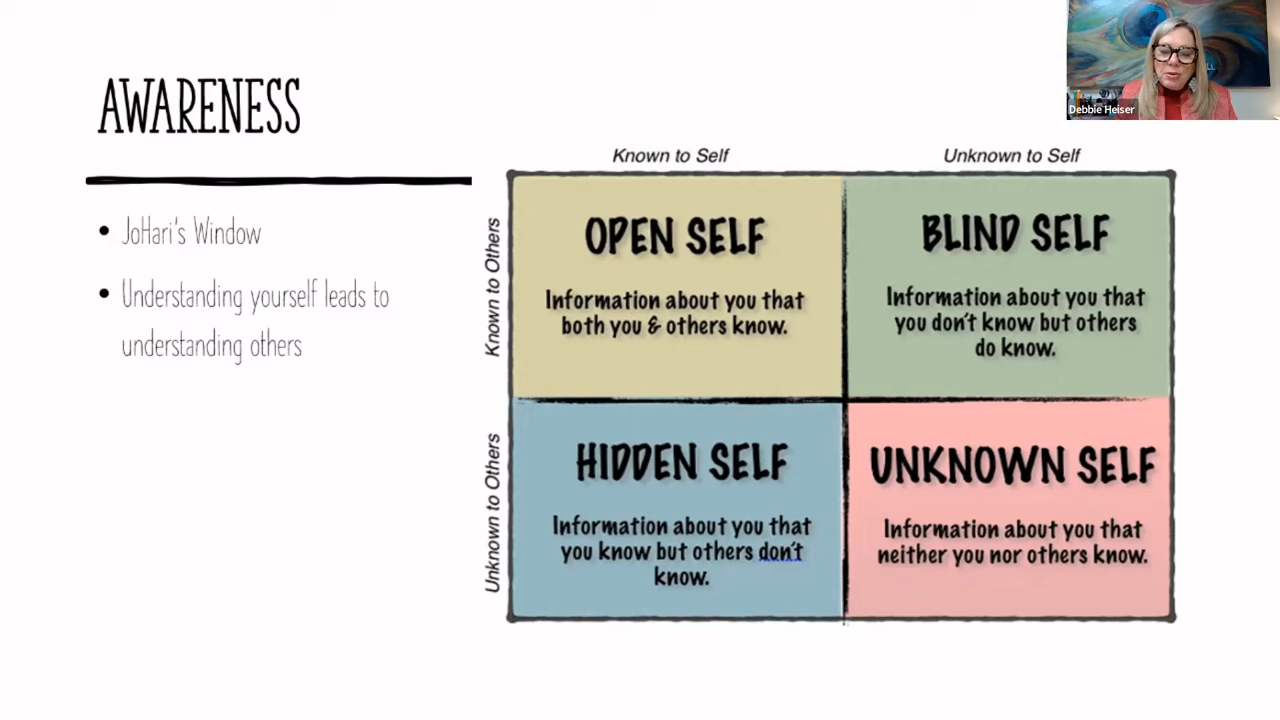 AWARENESS
• JoHari's Window
• Understanding yourself leads to
understanding others
Known to Self
Unknown to Self
Known to Others
OPEN SELF
Information about you that
both you & others know.
BLIND SELF
Information about you that
you don't know but others
do know.
Unknown to Others
HIDDEN SELF
Information about you that
you know but others don't
know.
UNKNOWN SELF
Information about you that
neither you nor others know.
Debbie Heiser